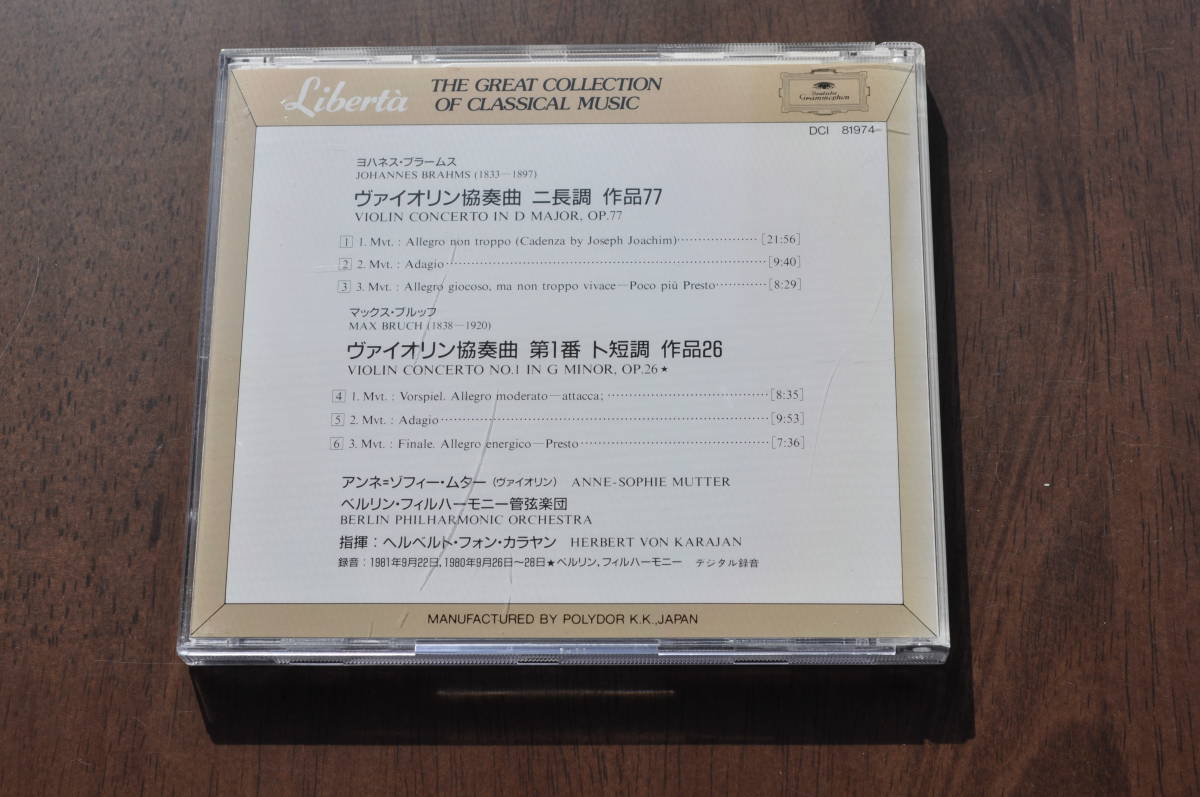 Libertà
THE GREAT COLLECTION
OF CLASSICAL MUSIC
Deutsche
Grammophon
DCI 81974
ヨハネス・ブラームス
JOHANNES BRAHMS (1833—1897)
ヴァイオリン協奏曲 ニ長調 作品77
VIOLIN CONCERTO IN D MAJOR, OP.77
1 1. Mvt. : Allegro non troppo (Cadenza by Joseph Joachim)………………[21:56]
2 2. Mvt. : Adagio………………[9:40]
3 3. Mvt. : Allegro giocoso, ma non troppo vivace—Poco più Presto…………[8:29]
マックス・ブルッフ
MAX BRUCH (1838—1920)
ヴァイオリン協奏曲 第1番 ト短調 作品26
VIOLIN CONCERTO NO.1 IN G MINOR, OP.26★
4 1. Mvt. : Vorspiel. Allegro moderato—attacca;………………[8:35]
5 2. Mvt. : Adagio………………[9:53]
6 3. Mvt. : Finale. Allegro energico—Presto………………[7:36]
アンネ=ゾフィー・ムター (ヴァイオリン) ANNE-SOPHIE MUTTER
ベルリン・フィルハーモニー管弦楽団
BERLIN PHILHARMONIC ORCHESTRA
指揮:ヘルベルト・フォン・カラヤン HERBERT VON KARAJAN
録音:1981年9月22日,1980年9月26日~28日★ベルリン,フィルハーモニー デジタル録音
MANUFACTURED BY POLYDOR K.K.,JAPAN